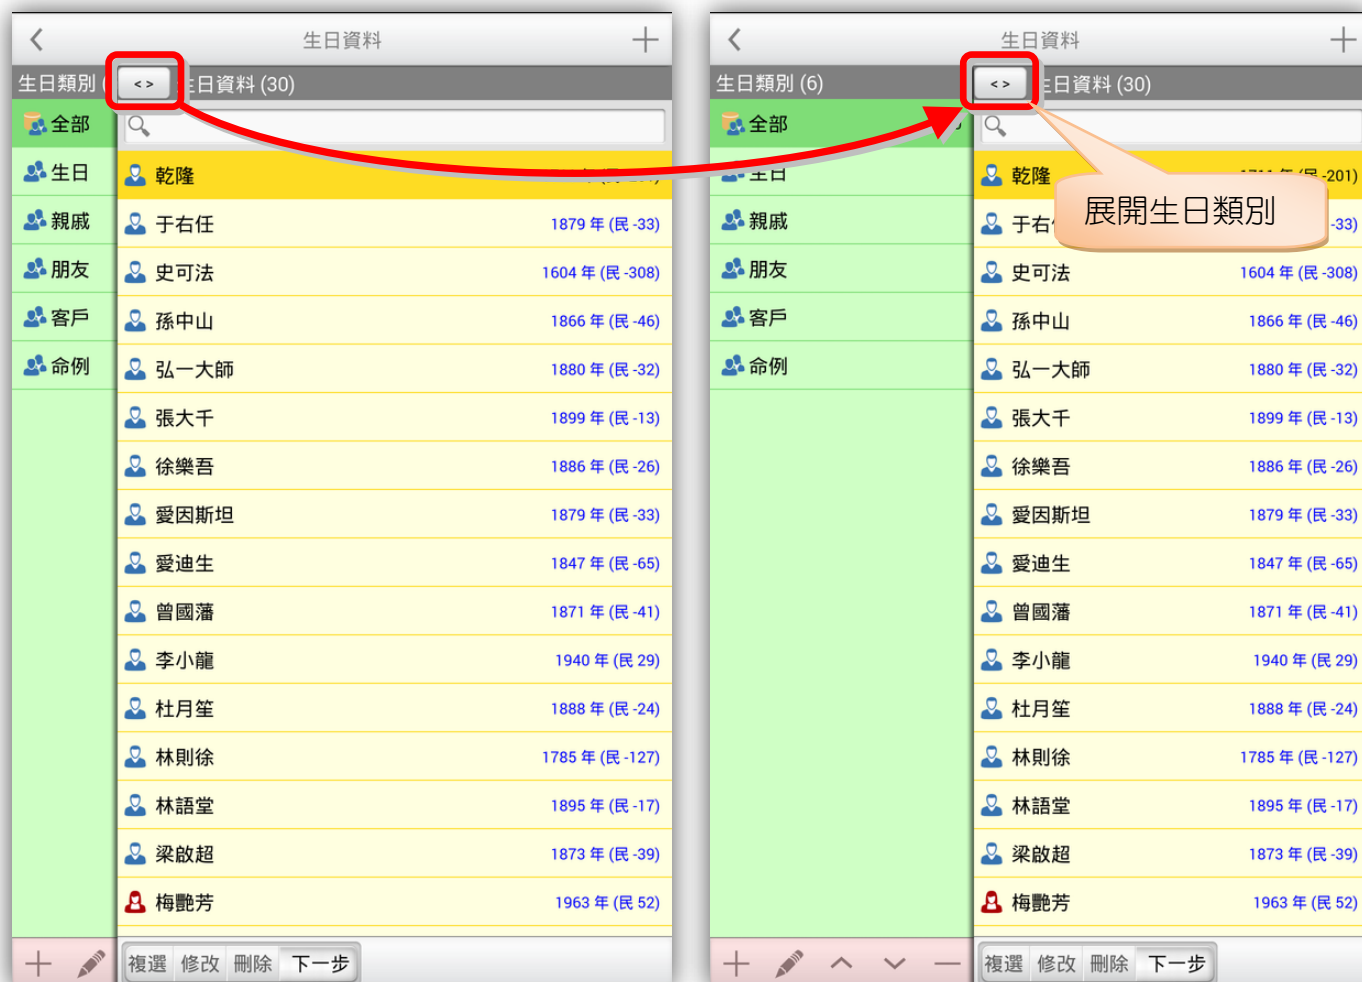 生日資料
生日類別 (
< >
日資料 (30)
全部
生日
親戚
朋友
客戶
命例
乾隆
于右任 1879 年 (民 -33)
史可法 1604 年 (民 -308)
孫中山 1866 年 (民 -46)
弘一大師 1880 年 (民 -32)
張大千 1899 年 (民 -13)
徐樂吾 1886 年 (民 -26)
愛因斯坦 1879 年 (民 -33)
愛迪生 1847 年 (民 -65)
曾國藩 1871 年 (民 -41)
李小龍 1940 年 (民 29)
杜月笙 1888 年 (民 -24)
林則徐 1785 年 (民 -127)
林語堂 1895 年 (民 -17)
梁啟超 1873 年 (民 -39)
梅艷芳 1963 年 (民 52)
複選 修改 刪除 下一步
生日資料
生日類別 (6)
< >
日資料 (30)
展開生日類別
全部
生日
親戚
朋友
客戶
命例
乾隆 -201)
于右 -33)
史可法 1604 年 (民 -308)
孫中山 1866 年 (民 -46)
弘一大師 1880 年 (民 -32)
張大千 1899 年 (民 -13)
徐樂吾 1886 年 (民 -26)
愛因斯坦 1879 年 (民 -33)
愛迪生 1847 年 (民 -65)
曾國藩 1871 年 (民 -41)
李小龍 1940 年 (民 29)
杜月笙 1888 年 (民 -24)
林則徐 1785 年 (民 -127)
林語堂 1895 年 (民 -17)
梁啟超 1873 年 (民 -39)
梅艷芳 1963 年 (民 52)
複選 修改 刪除 下一步